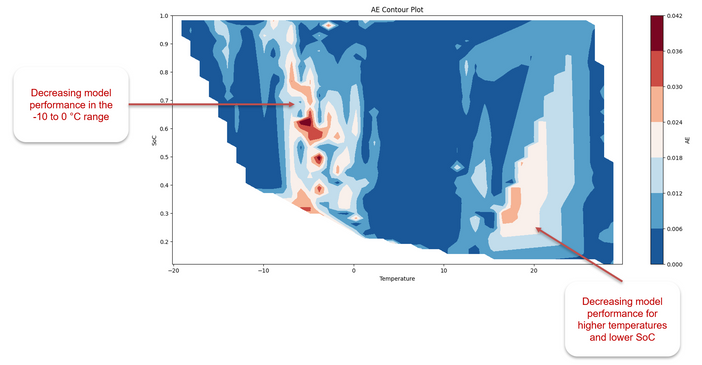 AE Contour Plot
1.0
0.9
0.8
0.7
0.6
0.5
0.4
0.3
0.2
SoC
−20
−10
0
10
20
Temperature
0.042
0.036
0.030
0.024
0.018
0.012
0.006
0.000
AE
Decreasing model
performance in the
-10 to 0 °C range
Decreasing model
performance for
higher temperatures
and lower SoC